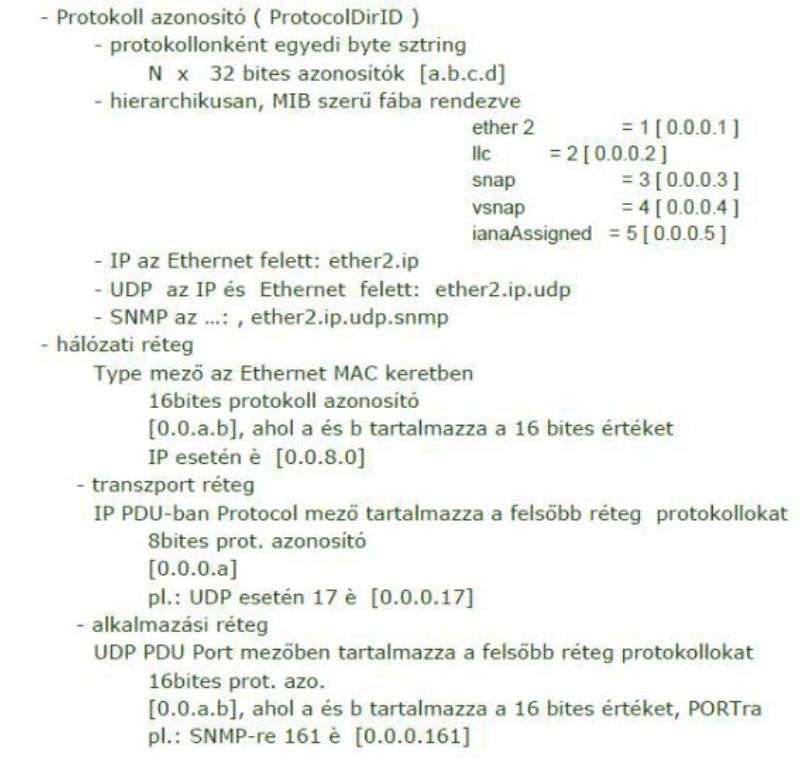 - Protokoll azonosító ( ProtocolDirID )
- protokollonként egyedi byte sztring
N x 32 bites azonosítók [a.b.c.d]
- hierarchikusan, MIB szerű fába rendezve
ether 2 = 1 [ 0.0.0.1 ]
llc = 2 [ 0.0.0.2 ]
snap = 3 [ 0.0.0.3 ]
vsnap = 4 [ 0.0.0.4 ]
ianaAssigned = 5 [ 0.0.0.5 ]
- IP az Ethernet felett: ether2.ip
- UDP az IP és Ethernet felett: ether2.ip.udp
- SNMP az ...: , ether2.ip.udp.snmp
- hálózati réteg
Type mező az Ethernet MAC keretben
16bites protokoll azonosító
[0.0.a.b], ahol a és b tartalmazza a 16 bites értéket
IP esetén è [0.0.8.0]
- transzport réteg
IP PDU-ban Protocol mező tartalmazza a felsőbb réteg protokollokat
8bites prot. azonosító
[0.0.0.a]
pl.: UDP esetén 17 è [0.0.0.17]
- alkalmazási réteg
UDP PDU Port mezőben tartalmazza a felsőbb réteg protokollokat
16bites prot. azo.
[0.0.a.b], ahol a és b tartalmazza a 16 bites értéket, PORTra
pl.: SNMP-re 161 è [0.0.0.161]